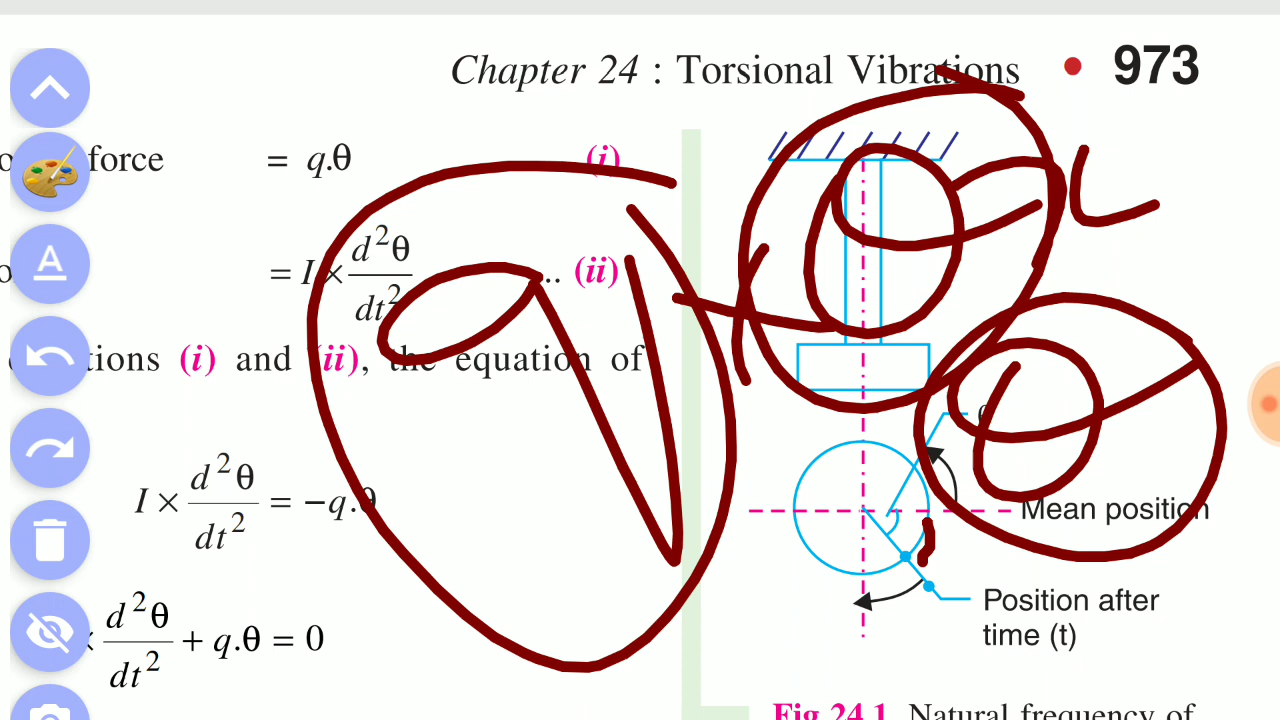 Chapter 24 : Torsional Vibrations • 973
force = q.θ (i)
= I × d²θ/dt² .. (ii)
tions (i) and (ii), the equation of
I × d²θ/dt² = −q.θ
× d²θ/dt² + q.θ = 0
θ
Mean position
Position after
time (t)
Fig 24.1 Natural frequency of
A